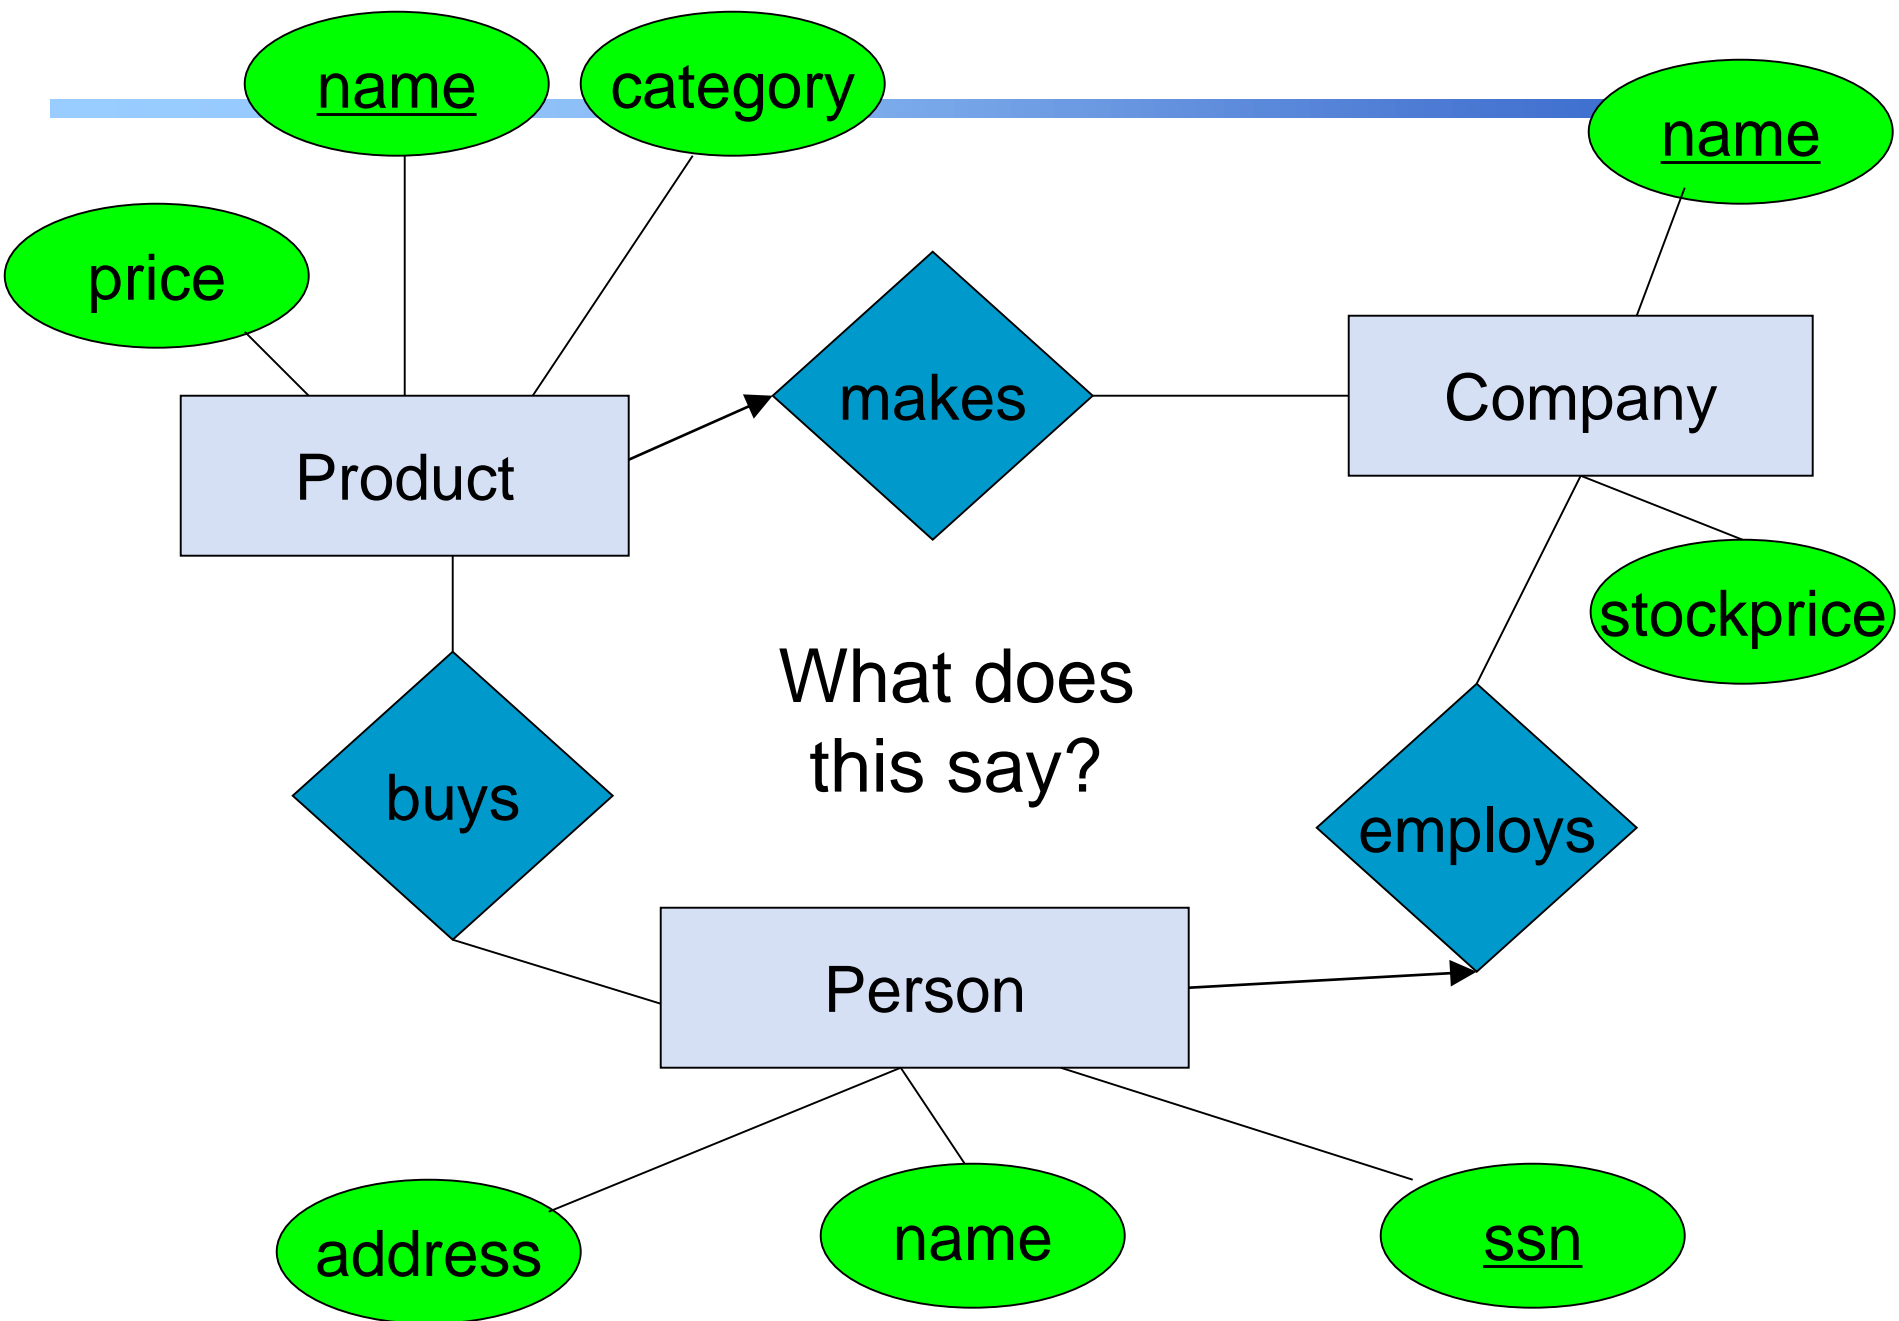 name
category
name
price
makes
Company
Product
stockprice
What does
this say?
buys
employs
Person
address
name
ssn